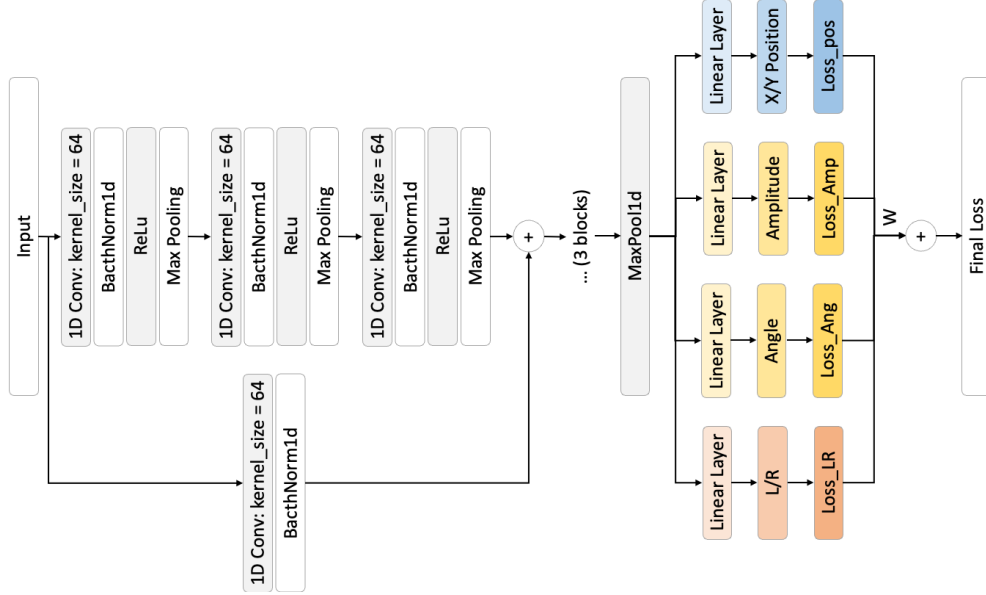 Input
1D Conv: kernel_size = 64
BacthNorm1d
ReLu
Max Pooling
1D Conv: kernel_size = 64
BacthNorm1d
ReLu
Max Pooling
1D Conv: kernel_size = 64
BacthNorm1d
ReLu
Max Pooling
1D Conv: kernel_size = 64
BacthNorm1d
+
... (3 blocks)
MaxPool1d
Linear Layer
L/R
Loss_LR
Linear Layer
Angle
Loss_Ang
Linear Layer
Amplitude
Loss_Amp
Linear Layer
X/Y Position
Loss_pos
W
+
Final Loss